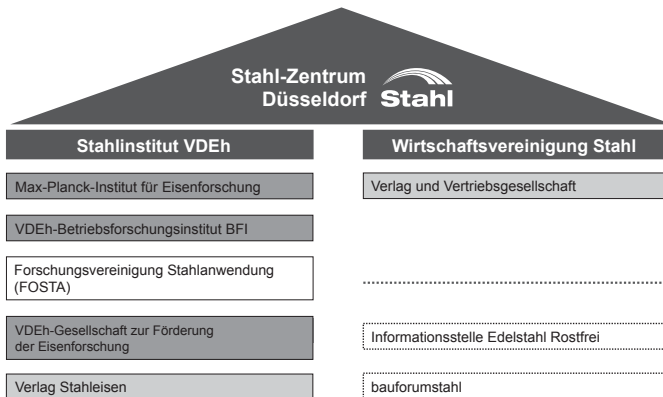 Stahl-Zentrum
Düsseldorf Stahl
Stahlinstitut VDEh
Max-Planck-Institut für Eisenforschung
VDEh-Betriebsforschungsinstitut BFI
Forschungsvereinigung Stahlanwendung
(FOSTA)
VDEh-Gesellschaft zur Förderung
der Eisenforschung
Verlag Stahleisen
Wirtschaftsvereinigung Stahl
Verlag und Vertriebsgesellschaft
Informationsstelle Edelstahl Rostfrei
bauforumstahl